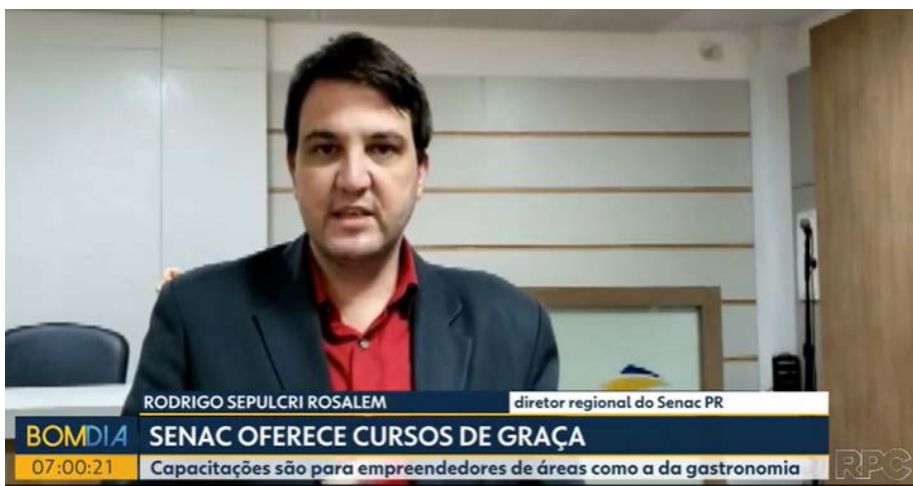 RODRIGO SEPULCRI ROSALEM diretor regional do Senac PR
BOMDIA SENAC OFERECE CURSOS DE GRAÇA
07:00:21 Capacitações são para empreendedores de áreas como a da gastronomia
RPC